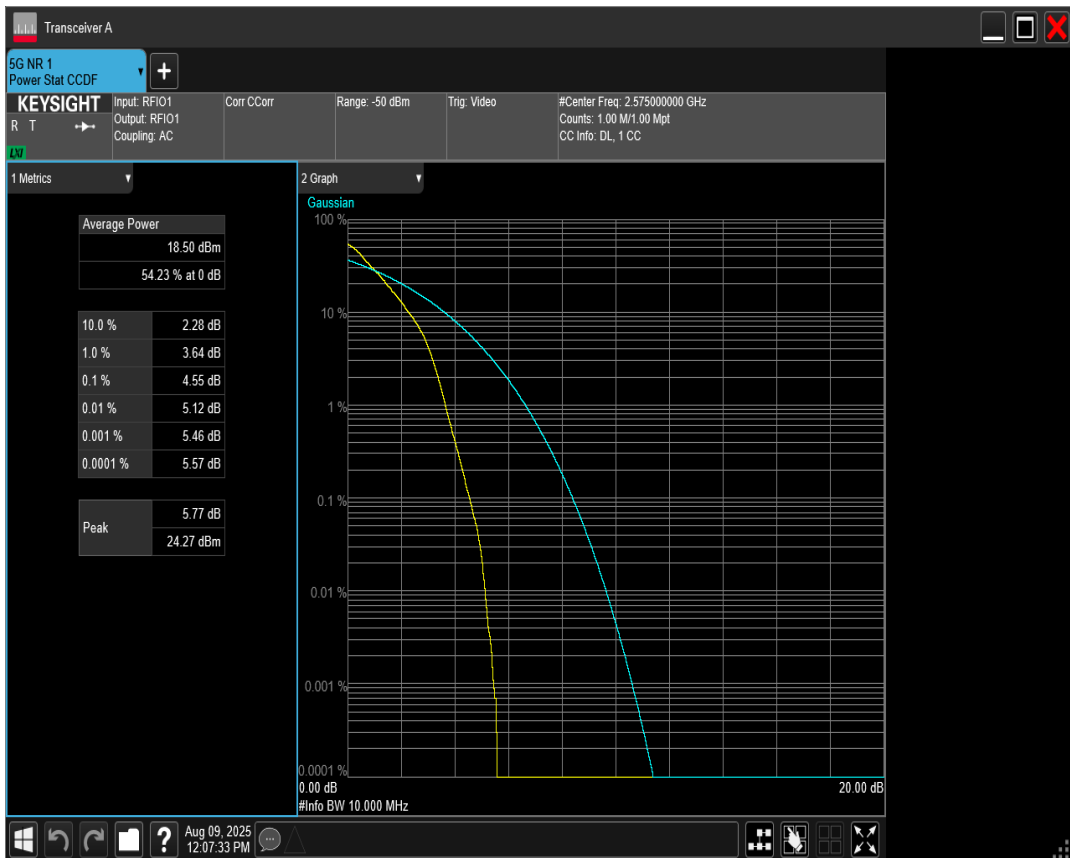 Transceiver A
5G NR 1
Power Stat CCDF
KEYSIGHT
R T
LXI
Input: RFIO1
Output: RFIO1
Coupling: AC
Corr CCorr
Range: -50 dBm
Trig: Video
#Center Freq: 2.575000000 GHz
Counts: 1.00 M/1.00 Mpt
CC Info: DL, 1 CC
1 Metrics
Average Power
18.50 dBm
54.23 % at 0 dB
10.0 % 2.28 dB
1.0 % 3.64 dB
0.1 % 4.55 dB
0.01 % 5.12 dB
0.001 % 5.46 dB
0.0001 % 5.57 dB
Peak 5.77 dB
24.27 dBm
2 Graph
Gaussian
100 %
10 %
1 %
0.1 %
0.01 %
0.001 %
0.0001 %
0.00 dB 20.00 dB
#Info BW 10.000 MHz
? Aug 09, 2025
12:07:33 PM